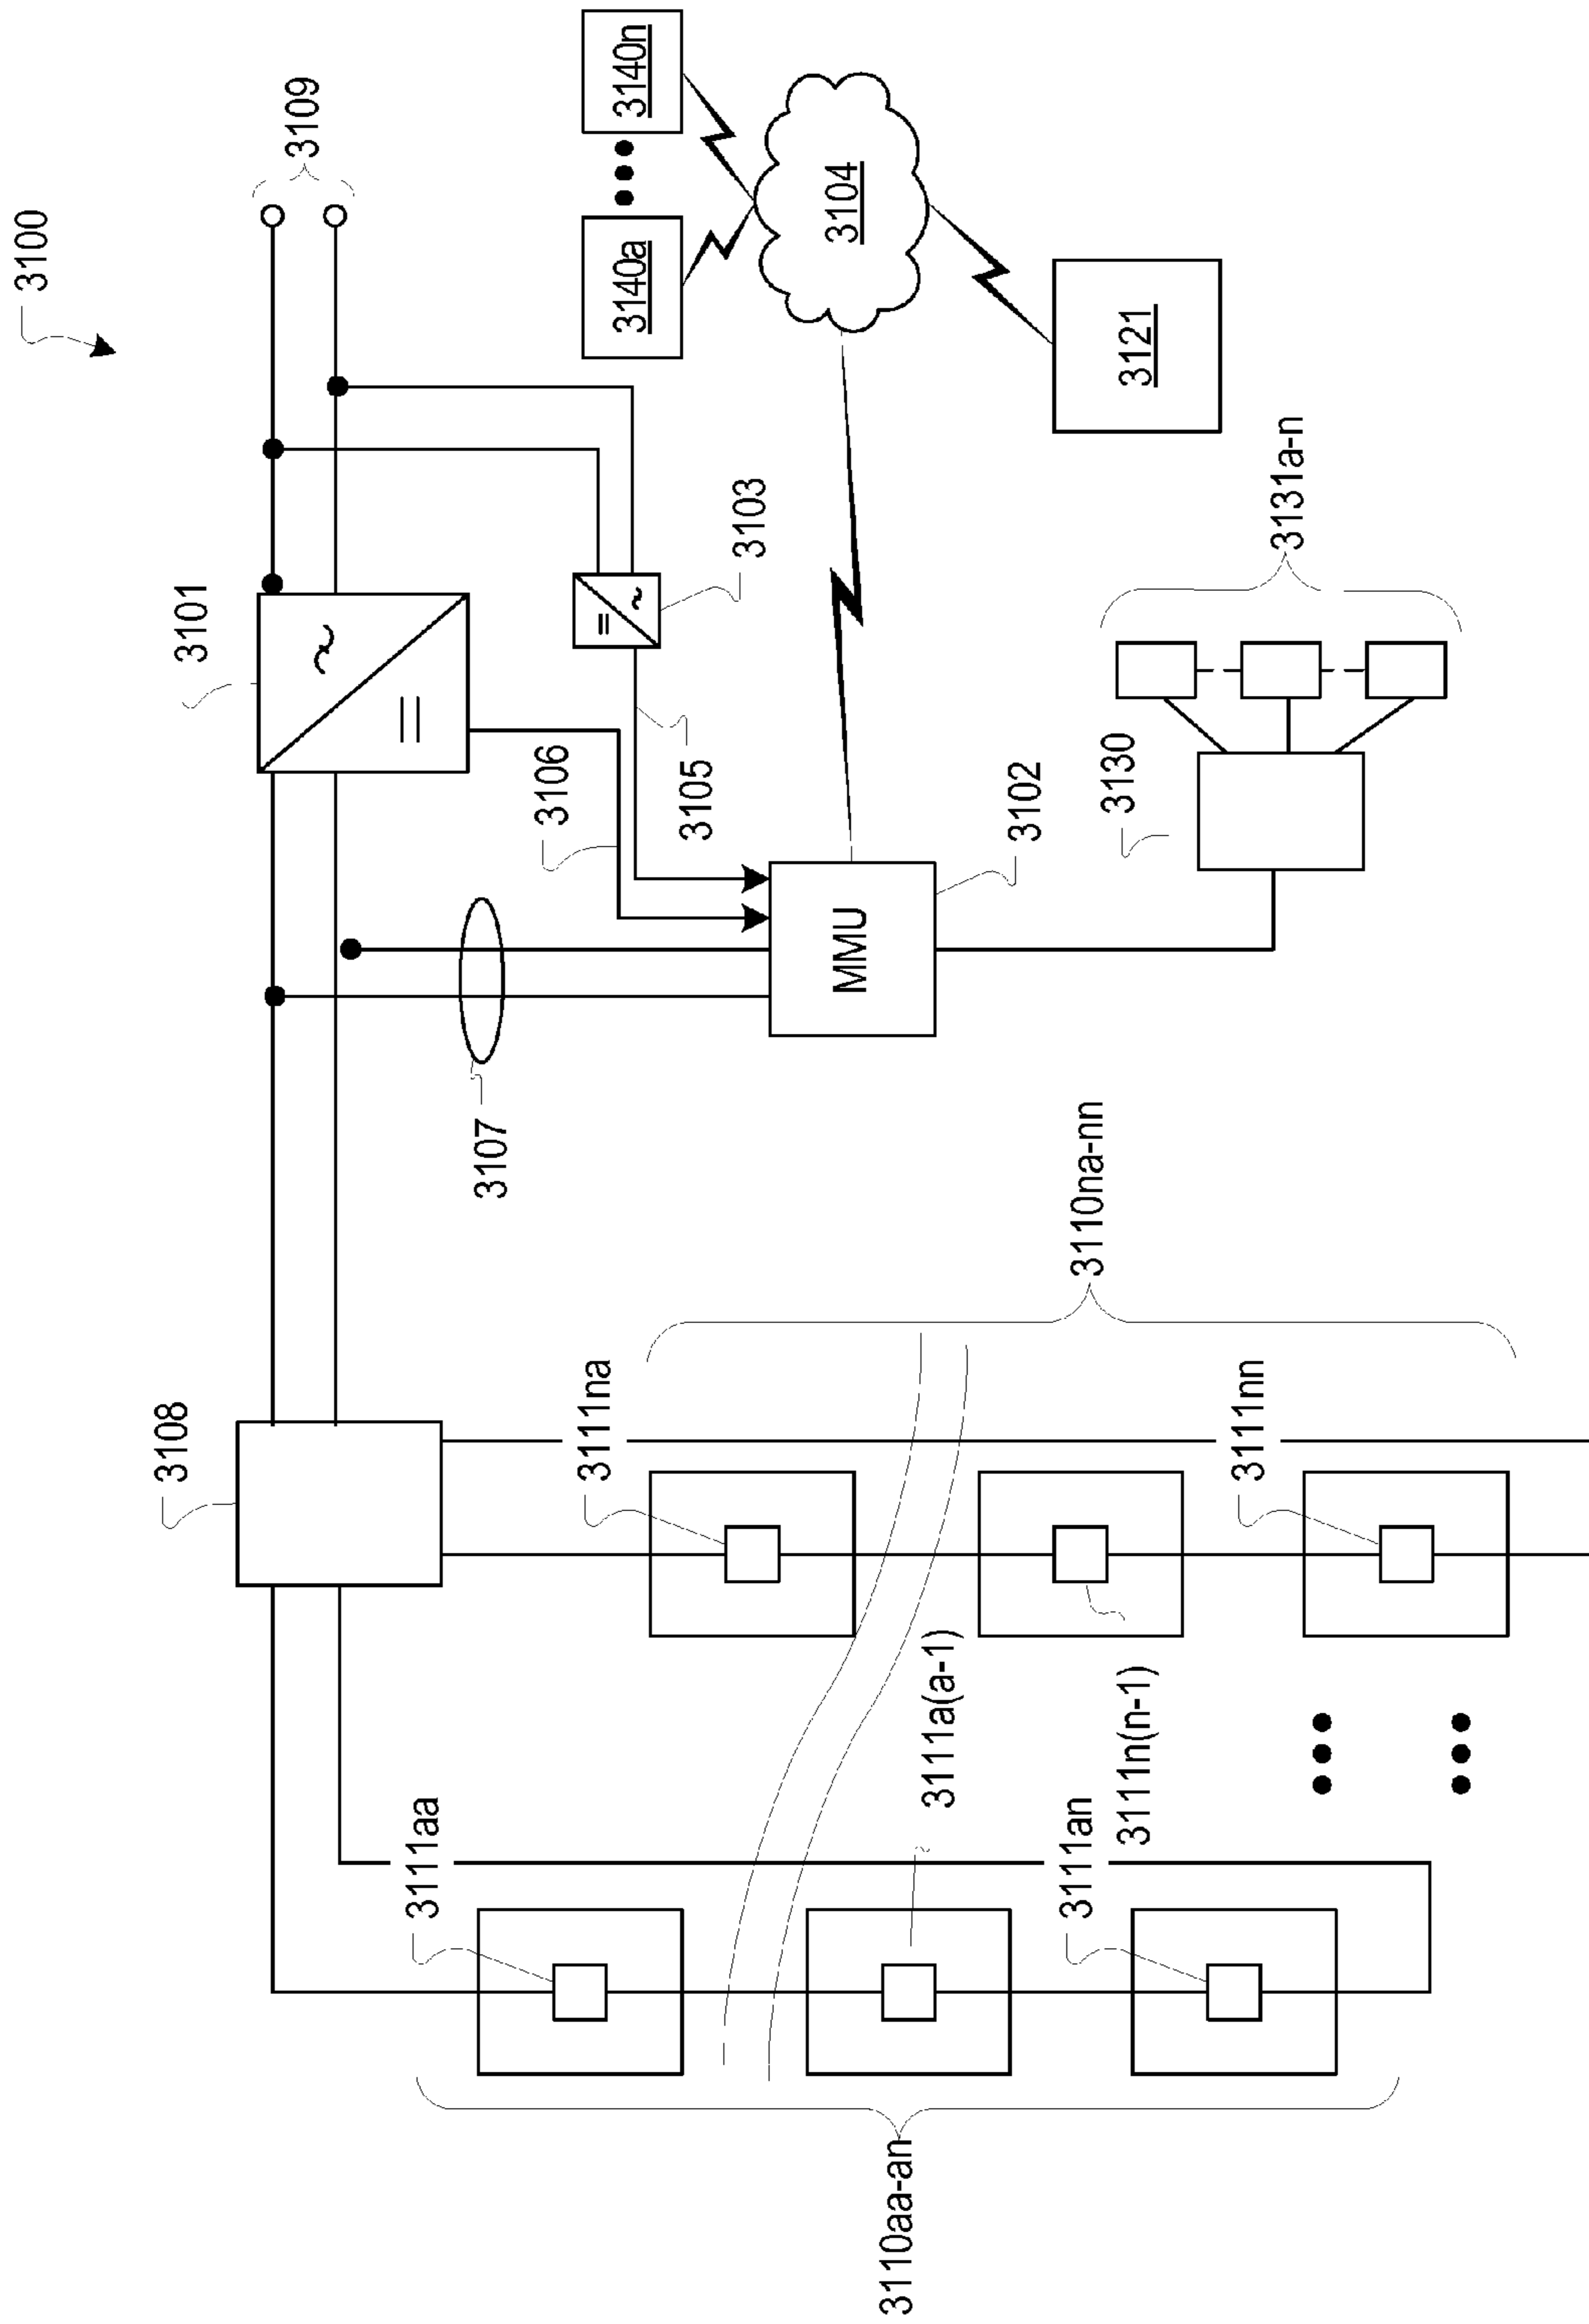 3100
3109
3101
3108
3140a
3140n
3104
3103
3106
3105
3107
MMU
3102
3121
3130
3131a-n
3111na
3110na-nn
3111nn
3111n(n-1)
3111aa
3111a(a-1)
3111an
3110aa-an
~
=
=
~